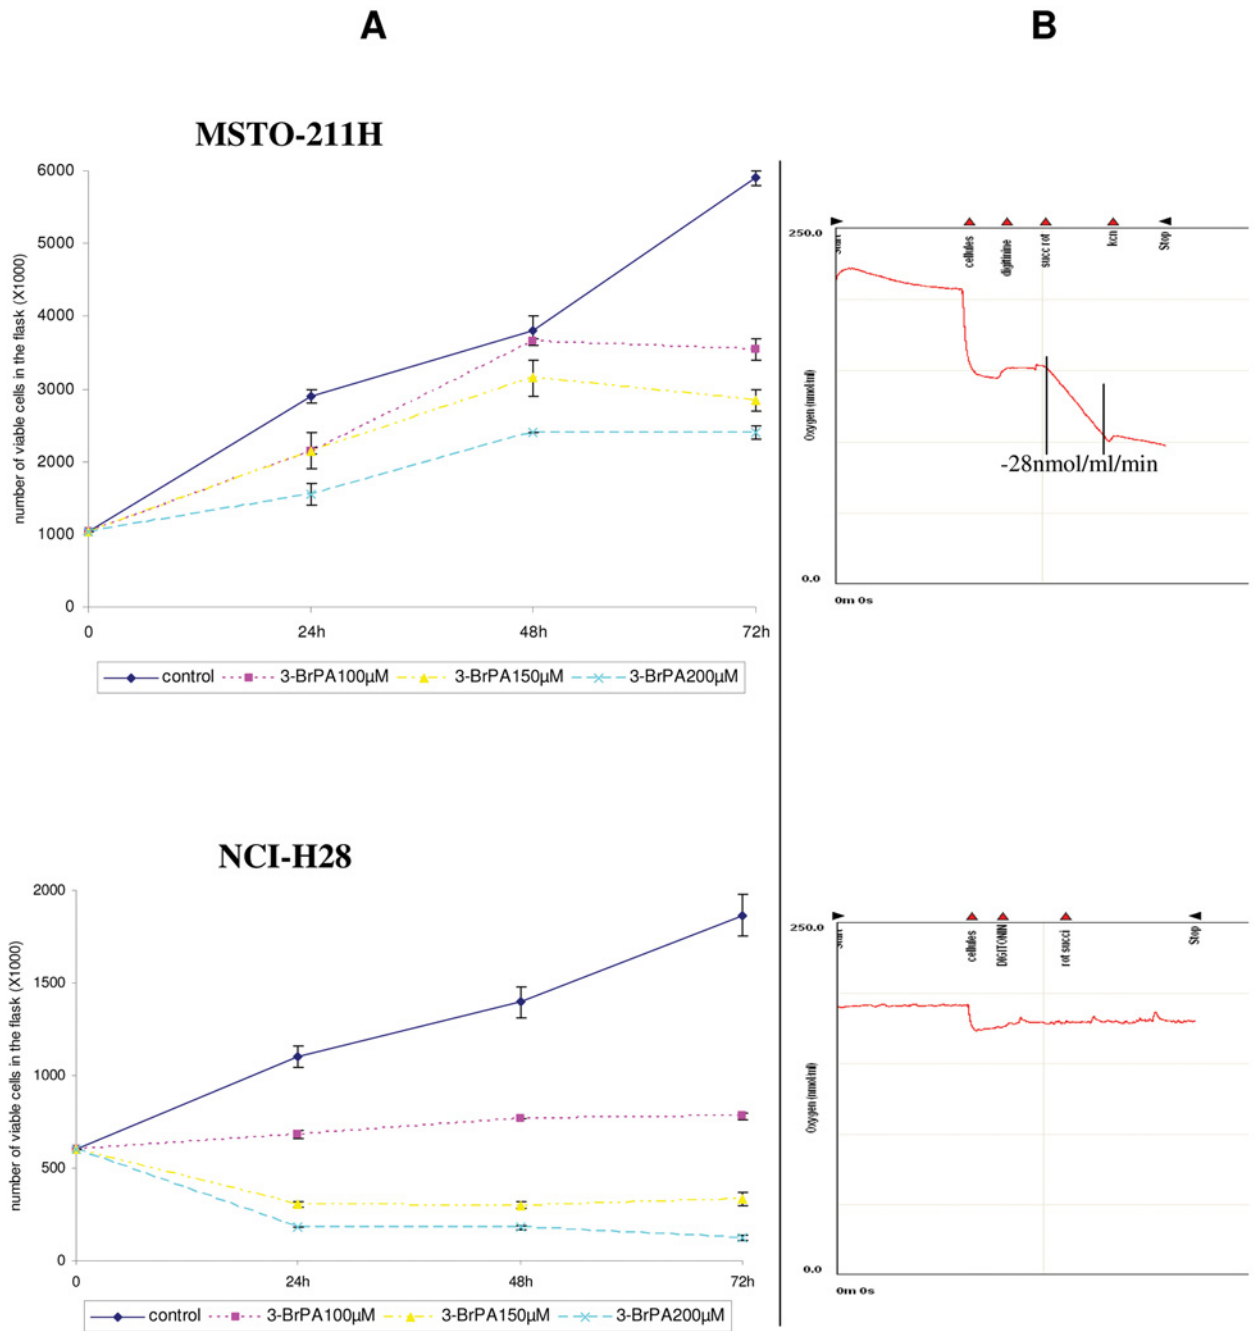 A
B
MSTO-211H
number of viable cells in the flask (X1000)
6000
5000
4000
3000
2000
1000
0
0 24h 48h 72h
control 3-BrPA100µM 3-BrPA150µM 3-BrPA200µM
250.0
Oxygen (nmol/ml)
0.0
0m 0s
cellules
digitinine
succ rot
kcn
Stop
-28nmol/ml/min
NCI-H28
number of viable cells in the flask (X1000)
2000
1500
1000
500
0
0 24h 48h 72h
control 3-BrPA100µM 3-BrPA150µM 3-BrPA200µM
250.0
Oxygen (nmol/ml)
0.0
0m 0s
cellules
DIGITONIN
rot succi
Stop